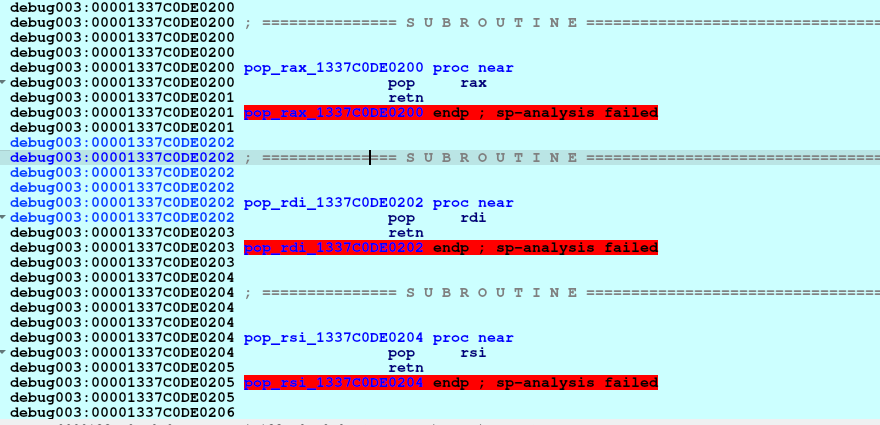 debug003:00001337C0DE0200
debug003:00001337C0DE0200 ; =============== S U B R O U T I N E =======================================
debug003:00001337C0DE0200
debug003:00001337C0DE0200
debug003:00001337C0DE0200 pop_rax_1337C0DE0200 proc near
debug003:00001337C0DE0200 pop rax
debug003:00001337C0DE0201 retn
debug003:00001337C0DE0201 pop_rax_1337C0DE0200 endp ; sp-analysis failed
debug003:00001337C0DE0201
debug003:00001337C0DE0202
debug003:00001337C0DE0202 ; =============== S U B R O U T I N E =======================================
debug003:00001337C0DE0202
debug003:00001337C0DE0202
debug003:00001337C0DE0202 pop_rdi_1337C0DE0202 proc near
debug003:00001337C0DE0202 pop rdi
debug003:00001337C0DE0203 retn
debug003:00001337C0DE0203 pop_rdi_1337C0DE0202 endp ; sp-analysis failed
debug003:00001337C0DE0203
debug003:00001337C0DE0204
debug003:00001337C0DE0204 ; =============== S U B R O U T I N E =======================================
debug003:00001337C0DE0204
debug003:00001337C0DE0204
debug003:00001337C0DE0204 pop_rsi_1337C0DE0204 proc near
debug003:00001337C0DE0204 pop rsi
debug003:00001337C0DE0205 retn
debug003:00001337C0DE0205 pop_rsi_1337C0DE0204 endp ; sp-analysis failed
debug003:00001337C0DE0205
debug003:00001337C0DE0206